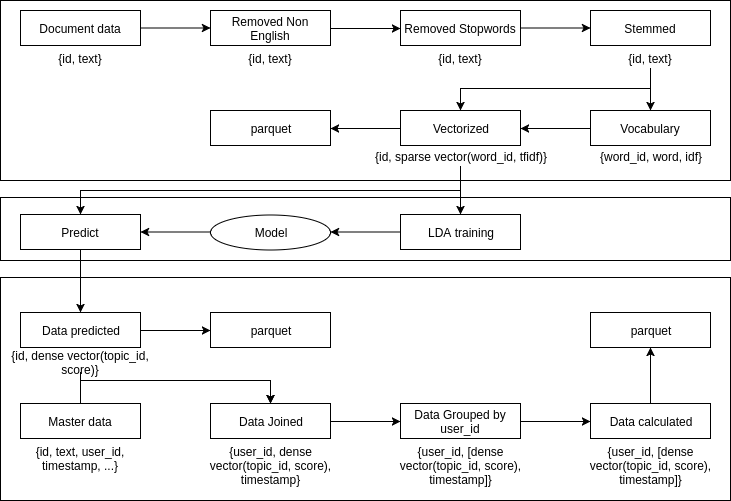 Document data
Removed Non
English
Removed Stopwords
Stemmed
{id, text}
{id, text}
{id, text}
{id, text}
parquet
Vectorized
Vocabulary
{id, sparse vector(word_id, tfidf)}
{word_id, word, idf}
Predict
Model
LDA training
Data predicted
parquet
parquet
{id, dense vector(topic_id,
score)}
Master data
Data Joined
Data Grouped by
user_id
Data calculated
{id, text, user_id,
timestamp, ...}
{user_id, dense
vector(topic_id, score),
timestamp}
{user_id, [dense
vector(topic_id, score),
timestamp]}
{user_id, [dense
vector(topic_id, score),
timestamp]}